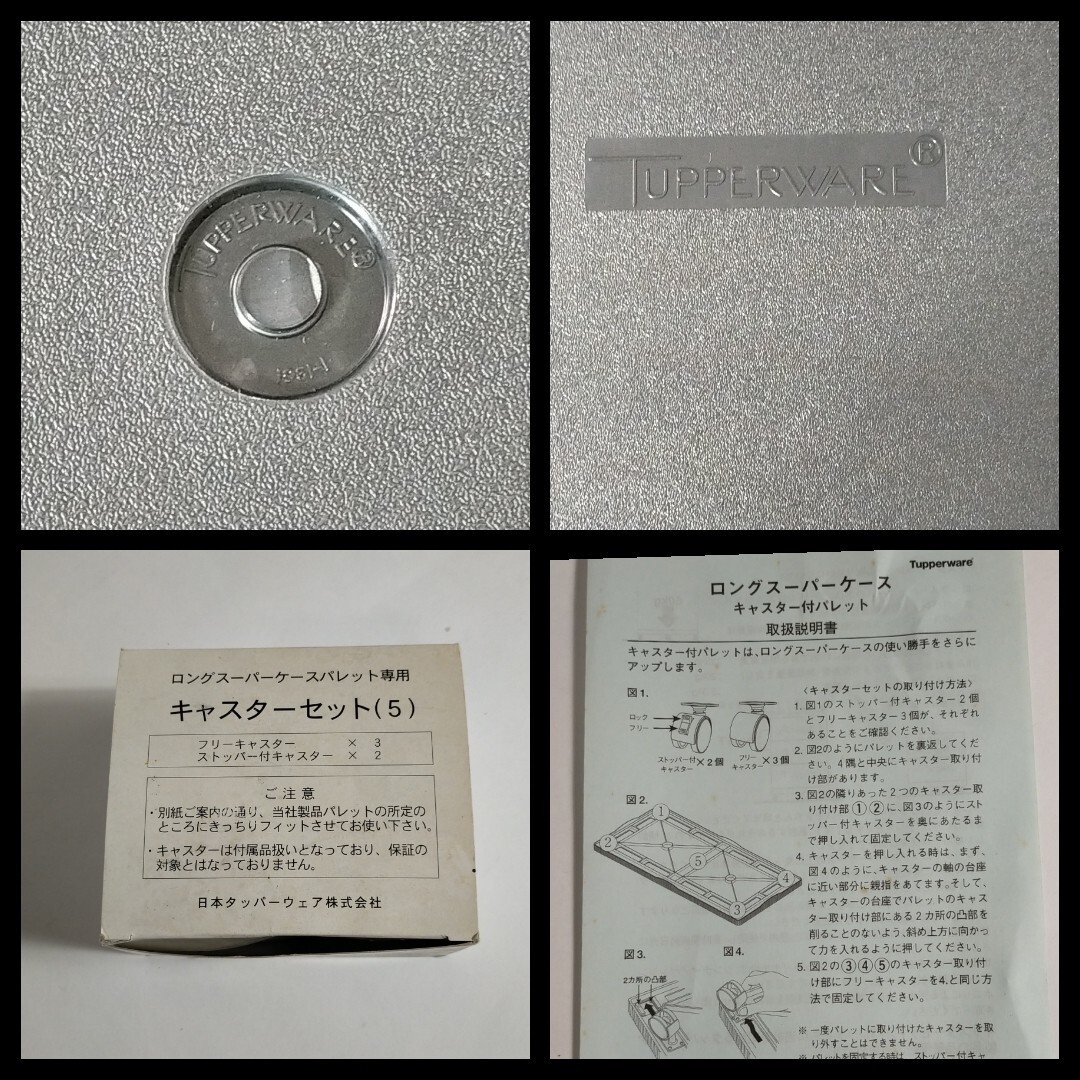 TUPPERWARE®
TUPPERWARE®
ロングスーパーケースパレット専用
キャスターセット(5)
フリーキャスター × 3
ストッパー付キャスター × 2
ご注意
・別紙ご案内の通り、当社製品パレットの所定の
ところにきっちりフィットさせてお使い下さい。
・キャスターは付属品扱いとなっており、保証の
対象とはなっておりません。
日本タッパーウェア株式会社
Tupperware
ロングスーパーケース
キャスター付パレット
取扱説明書
キャスター付パレットは、ロングスーパーケースの使い勝手をさらに
アップします。
図1.
ロック
フリー
ストッパー付
キャスター ×2個
フリー
キャスター ×3個
図2.
①
②
⑤
④
③
図3.
図4.
2カ所の凸部
〈キャスターセットの取り付け方法〉
1. 図1のストッパー付キャスター2個
とフリーキャスター3個が、それぞれ
あることをご確認ください。
2. 図2のようにパレットを裏返してくだ
さい。4隅と中央にキャスター取り付
け部があります。
3. 図2の隣りあった2つのキャスター取
り付け部①②に、図3のようにスト
ッパー付キャスターを奥にあたるま
で押し入れて固定してください。
4. キャスターを押し入れる時は、まず、
図4のように、キャスターの軸の台座
に近い部分に親指をあてます。そして、
キャスターの台座でパレットのキャス
ター取り付け部にある2カ所の凸部を
削ることのないよう、斜め上方に向かっ
て力を入れるように押してください。
5. 図2の③④⑤のキャスター取り付
け部にフリーキャスターを4.と同じ方
法で固定してください。
※ 一度パレットに取り付けたキャスターを取
り外すことはできません。
※ パレットを固定する時は、ストッパー付キャ